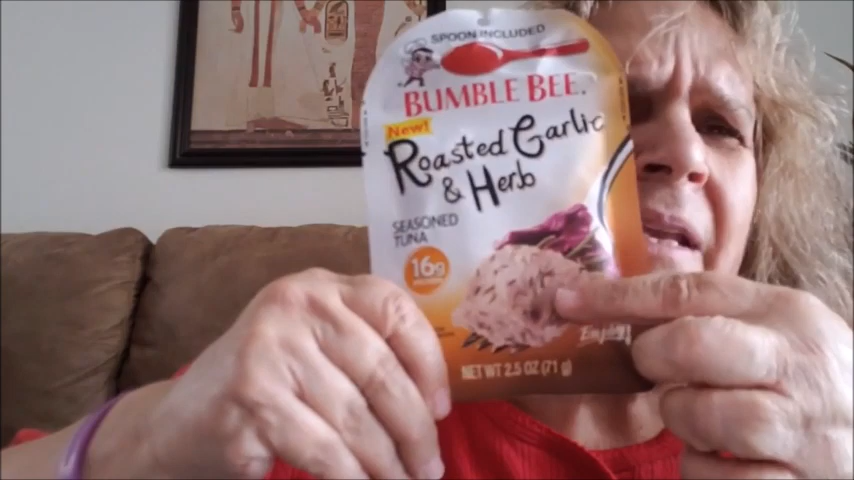 SPOON INCLUDED
BUMBLE BEE.
New!
Roasted Garlic
& Herb
SEASONED
TUNA
16g
NET WT 2.5 OZ (71 g)